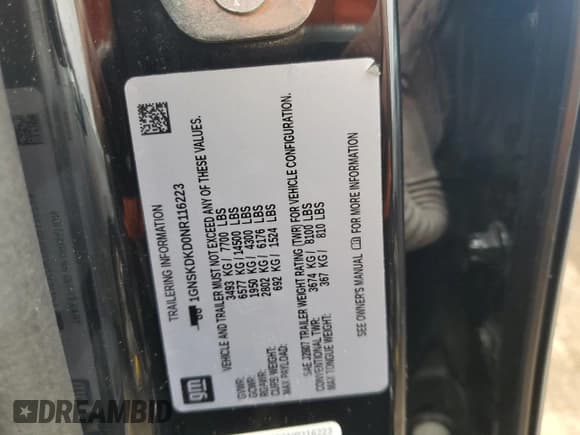 TRAILERING INFORMATION
1GNSKDKD0NR116223
VEHICLE AND TRAILER MUST NOT EXCEED ANY OF THESE VALUES.
GVWR: 3493 KG / 7700 LBS
GCWR: 6577 KG / 14500 LBS
RGAWR: 1950 KG / 4300 LBS
CURB WEIGHT: 2802 KG / 6176 LBS
MAX PAYLOAD: 692 KG / 1524 LBS
SAE J2807 TRAILER WEIGHT RATING (TWR) FOR VEHICLE CONFIGURATION.
CONVENTIONAL TWR: 3674 KG / 8100 LBS
MAX TONGUE WEIGHT: 367 KG / 810 LBS
SEE OWNER'S MANUAL FOR MORE INFORMATION
gm
DREAMBID